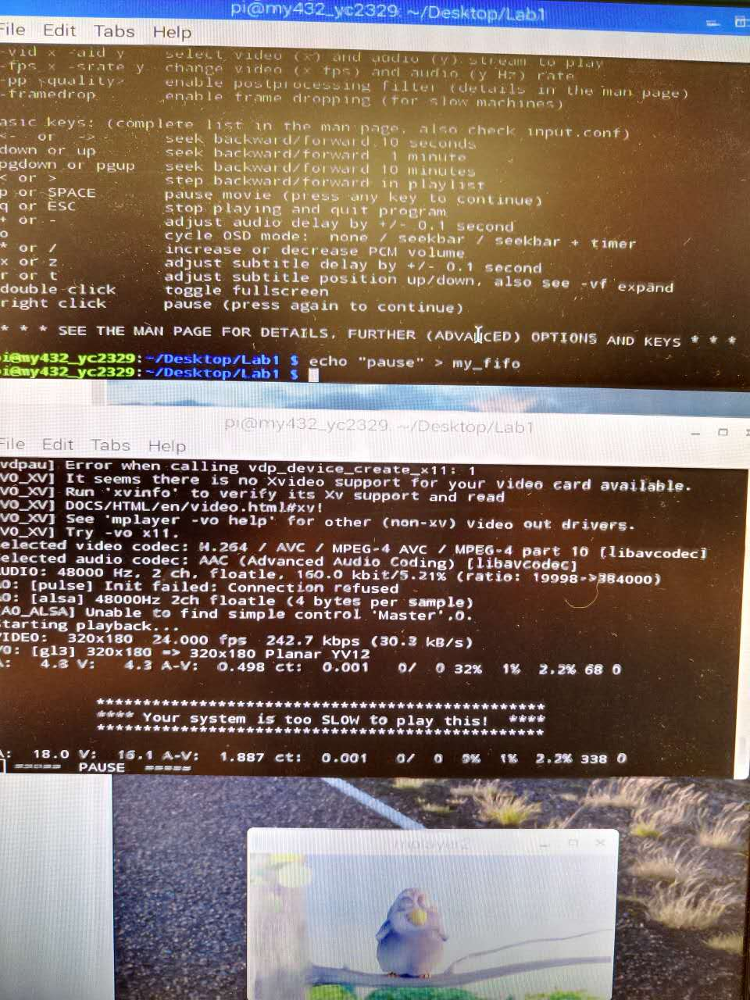 pi@my432_yc2329: ~/Desktop/Lab1
File Edit Tabs Help
-vid x -aid y select video (x) and audio (y) stream to play
-fps x -srate y change video (x fps) and audio (y Hz) rate
-pp <quality> enable postprocessing filter (details in the man page)
-framedrop enable frame dropping (for slow machines)
asic keys: (complete list in the man page, also check input.conf)
<- or -> seek backward/forward 10 seconds
down or up seek backward/forward 1 minute
pgdown or pgup seek backward/forward 10 minutes
< or > step backward/forward in playlist
p or SPACE pause movie (press any key to continue)
q or ESC stop playing and quit program
+ or - adjust audio delay by +/- 0.1 second
o cycle OSD mode: none / seekbar / seekbar + timer
* or / increase or decrease PCM volume
x or z adjust subtitle delay by +/- 0.1 second
r or t adjust subtitle position up/down, also see -vf expand
double click toggle fullscreen
right click pause (press again to continue)
* * * SEE THE MAN PAGE FOR DETAILS, FURTHER (ADVANCED) OPTIONS AND KEYS * * *
pi@my432_yc2329:~/Desktop/Lab1 $ echo "pause" > my_fifo
pi@my432_yc2329:~/Desktop/Lab1 $
pi@my432_yc2329: ~/Desktop/Lab1
File Edit Tabs Help
vdpau] Error when calling vdp_device_create_x11: 1
VO_XV] It seems there is no Xvideo support for your video card available.
VO_XV] Run 'xvinfo' to verify its Xv support and read
VO_XV] DOCS/HTML/en/video.html#xv!
VO_XV] See 'mplayer -vo help' for other (non-xv) video out drivers.
VO_XV] Try -vo x11.
elected video codec: H.264 / AVC / MPEG-4 AVC / MPEG-4 part 10 [libavcodec]
elected audio codec: AAC (Advanced Audio Coding) [libavcodec]
AUDIO: 48000 Hz, 2 ch, floatle, 160.0 kbit/5.21% (ratio: 19998->384000)
AO: [pulse] Init failed: Connection refused
AO: [alsa] 48000Hz 2ch floatle (4 bytes per sample)
[AO_ALSA] Unable to find simple control 'Master',0.
Starting playback...
VIDEO: 320x180 24.000 fps 242.7 kbps (30.3 kB/s)
VO: [gl3] 320x180 => 320x180 Planar YV12
A: 4.8 V: 4.3 A-V: 0.498 ct: 0.001 0/ 0 32% 1% 2.2% 68 0
************************************************
**** Your system is too SLOW to play this! ****
************************************************
A: 18.0 V: 16.1 A-V: 1.887 ct: 0.001 0/ 0 9% 1% 2.2% 338 0
] ===== PAUSE =====
mplayer2